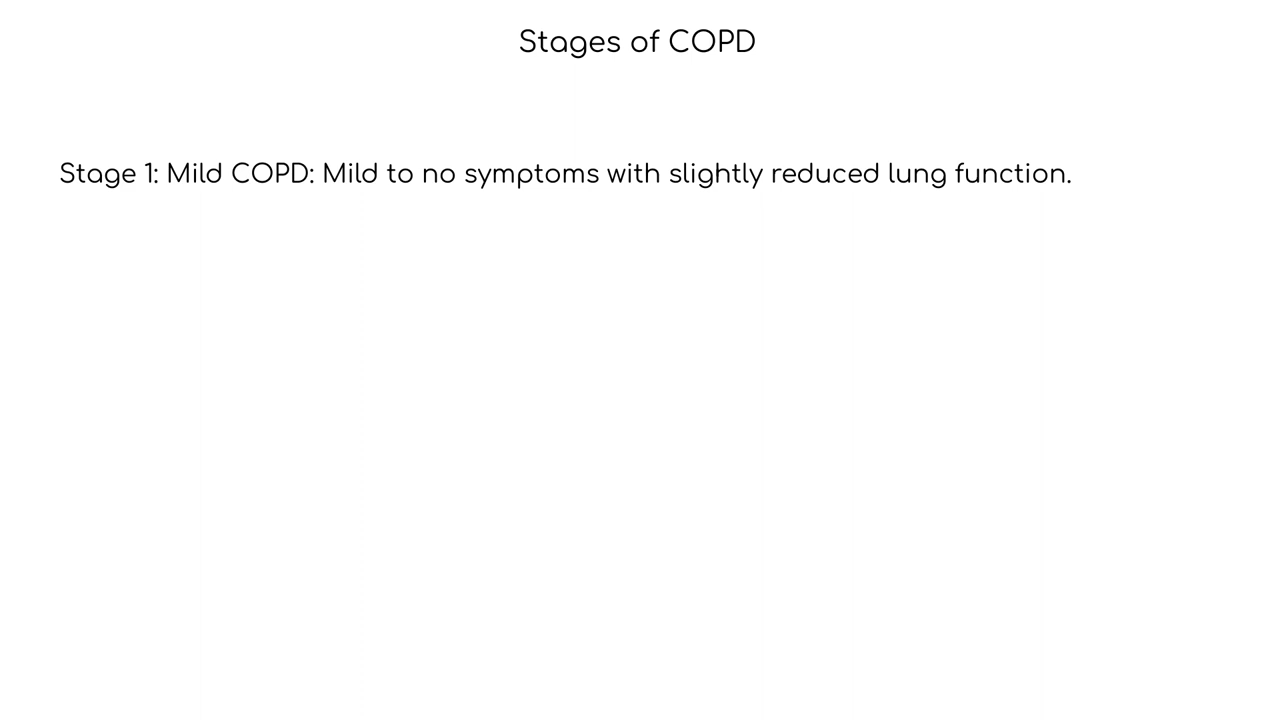 Stages of COPD
Stage 1: Mild COPD: Mild to no symptoms with slightly reduced lung function.